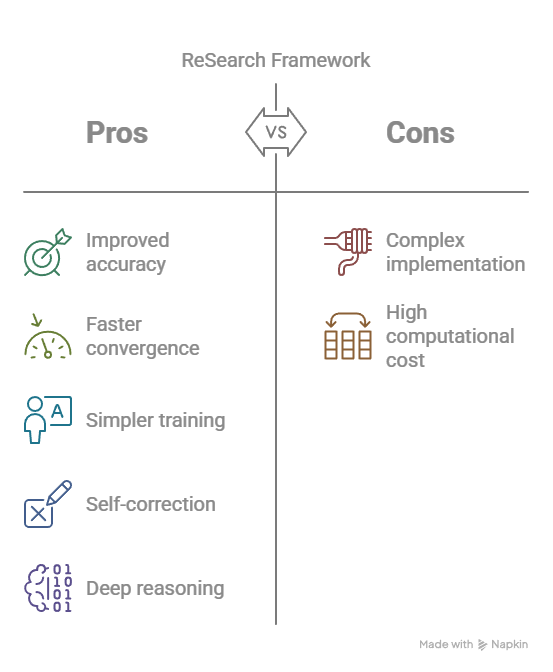 ReSearch Framework
Pros
VS
Cons
Improved
accuracy
Faster
convergence
A
Simpler training
Self-correction
01
10
01
01
Deep reasoning
Complex
implementation
High
computational
cost
Made with Napkin